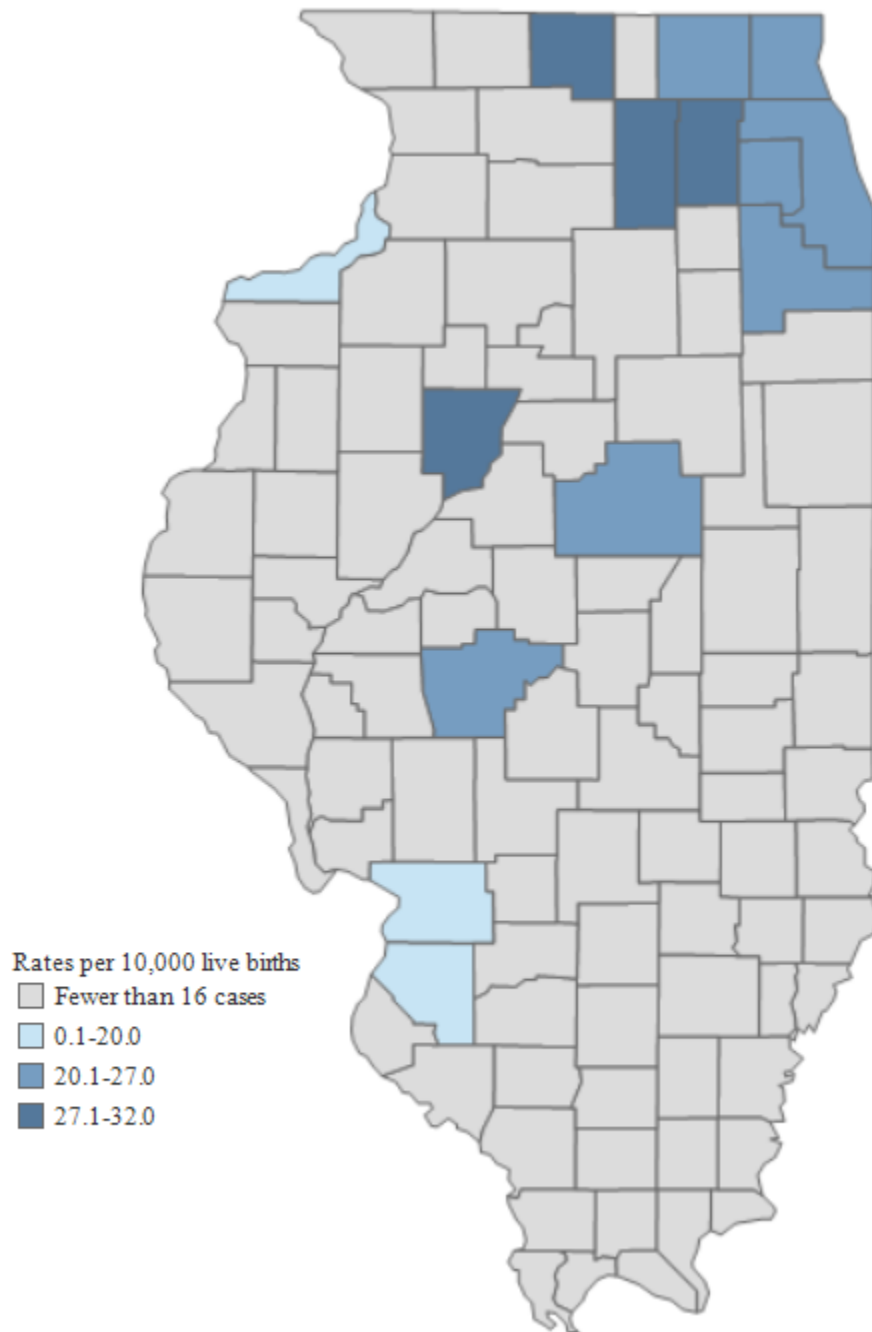 Rates per 10,000 live births
Fewer than 16 cases
0.1-20.0
20.1-27.0
27.1-32.0